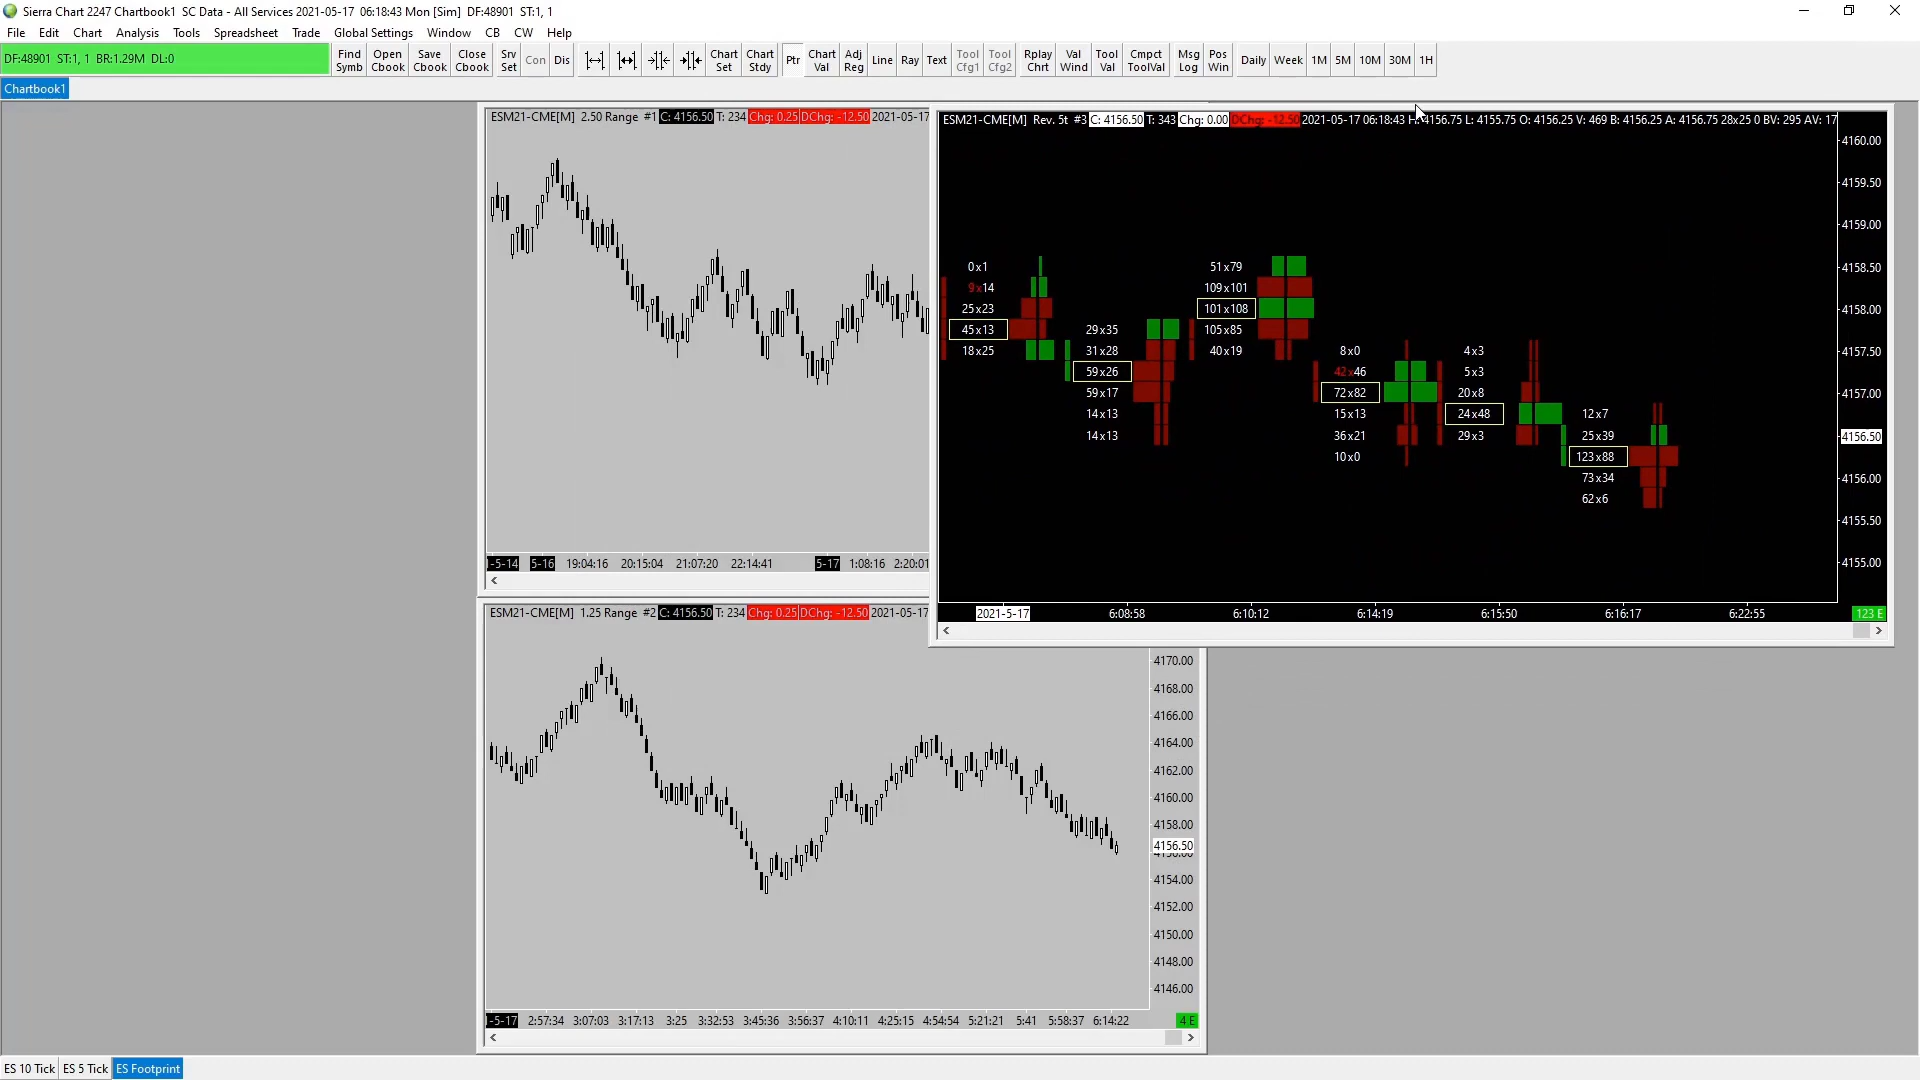 Sierra Chart 2247 Chartbook1  SC Data - All Services 2021-05-17  06:18:43 Mon [Sim]  DF:48901  ST:1, 1
File Edit Chart Analysis Tools Spreadsheet Trade Global Settings Window CB CW Help
DF:48901  ST:1, 1  BR:1.29M  DL:0
Find Symb Open Cbook Save Cbook Close Cbook Srv Set Con Dis Chart Set Chart Stdy Ptr Chart Val Adj Reg Line Ray Text Tool Cfg1 Tool Cfg2 Rplay Chrt Val Wind Tool Val Cmpct ToolVal Msg Log Pos Win Daily Week 1M 5M 10M 30M 1H
Chartbook1
ESM21-CME[M]  2.50 Range  #1 C: 4156.50 T: 234 Chg: 0.25 DChg: -12.50 2021-05-17
-5-14 5-16 19:04:16 20:15:04 21:07:20 22:14:41 5-17 1:08:16 2:20:01
ESM21-CME[M]  Rev. 5t  #3 C: 4156.50 T: 343 Chg: 0.00 DChg: -12.50 2021-05-17 06:18:43 H: 4156.75 L: 4155.75 O: 4156.25 V: 469 B: 4156.25 A: 4156.75 28x25 0 BV: 295 AV: 17
4160.00
4159.50
4159.00
4158.50
4158.00
4157.50
4157.00
4156.50
4156.00
4155.50
4155.00
0x1
9x14
25x23
45x13
18x25
29x35
31x28
59x26
59x17
14x13
14x13
51x79
109x101
101x108
105x85
40x19
8x0
42x46
72x82
15x13
36x21
10x0
4x3
5x3
20x8
24x48
29x3
12x7
25x39
123x88
73x34
62x6
2021-5-17 6:08:58 6:10:12 6:14:19 6:15:50 6:16:17 6:22:55 123 E
ESM21-CME[M]  1.25 Range  #2 C: 4156.50 T: 234 Chg: 0.25 DChg: -12.50 2021-05-17
4170.00
4168.00
4166.00
4164.00
4162.00
4160.00
4158.00
4156.50
4154.00
4152.00
4150.00
4148.00
4146.00
-5-17 2:57:34 3:07:03 3:17:13 3:25 3:32:53 3:45:36 3:56:37 4:10:11 4:25:15 4:54:54 5:21:21 5:41 5:58:37 6:14:22 4 E
ES 10 Tick ES 5 Tick ES Footprint